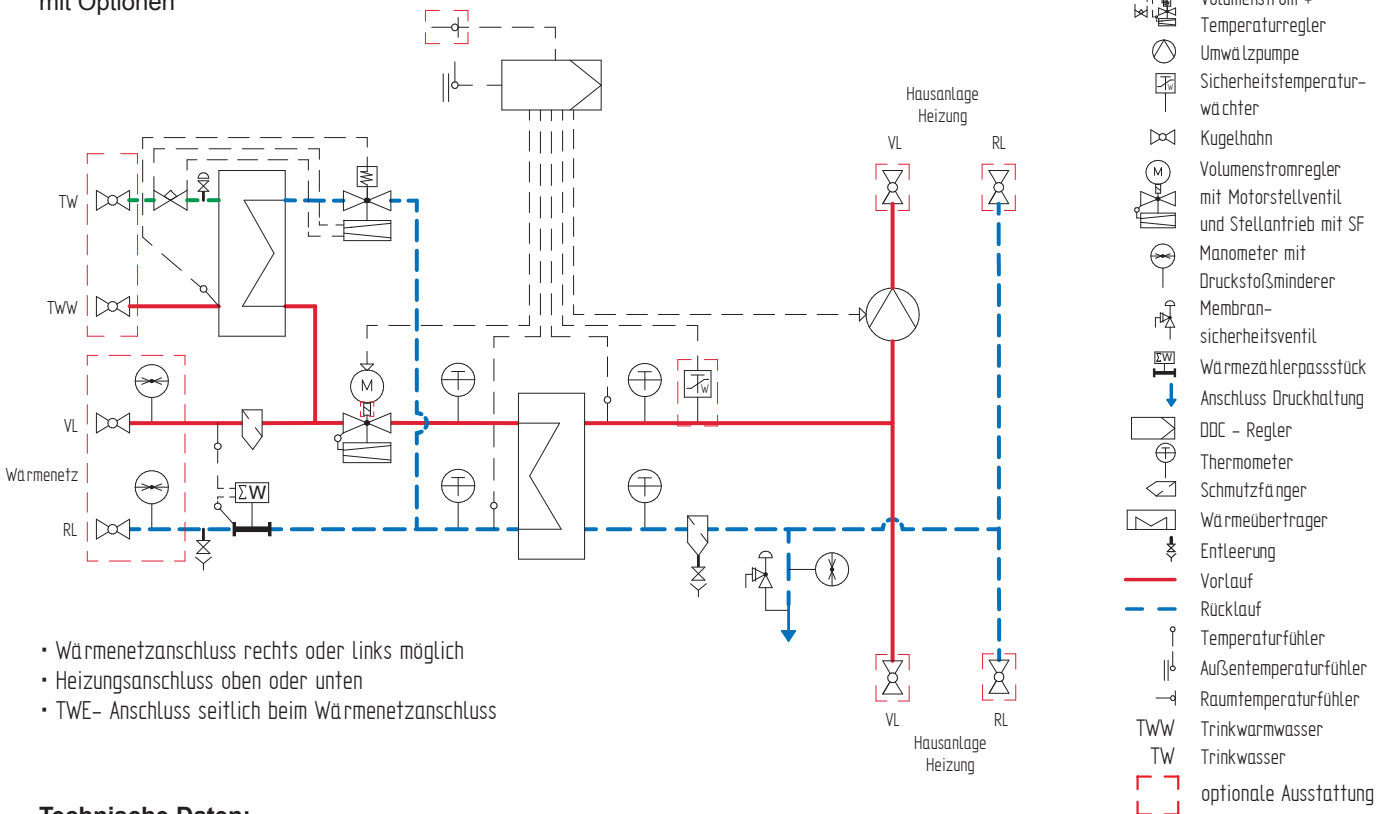 mit Optionen
Hausanlage
Heizung
VL
RL
TW
TWW
VL
Wärmenetz
RL
M
ΣW
T
T
T
T
W
VL
RL
Hausanlage
Heizung
• Wärmenetzanschluss rechts oder links möglich
• Heizungsanschluss oben oder unten
• TWE- Anschluss seitlich beim Wärmenetzanschluss
Technische Daten:
Volumenstrom +
Temperaturregler
Umwälzpumpe
W
Sicherheitstemperatur-
wächter
Kugelhahn
M
Volumenstromregler
mit Motorstellventil
und Stellantrieb mit SF
Manometer mit
Druckstoßminderer
Membran-
sicherheitsventil
ΣW
Wärmezählerpassstück
Anschluss Druckhaltung
DDC - Regler
T
Thermometer
Schmutzfänger
Wärmeübertrager
Entleerung
Vorlauf
Rücklauf
Temperaturfühler
Außentemperaturfühler
Raumtemperaturfühler
TWW Trinkwarmwasser
TW Trinkwasser
optionale Ausstattung